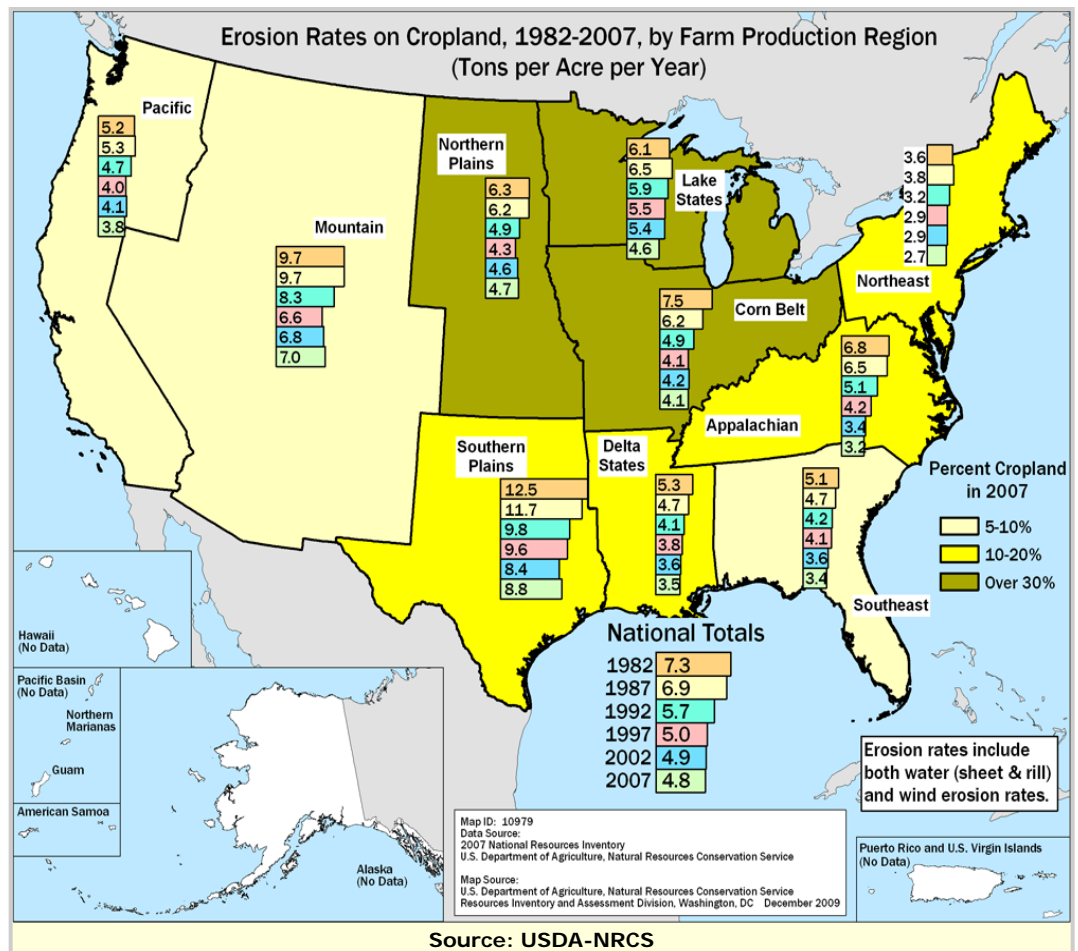 Erosion Rates on Cropland, 1982-2007, by Farm Production Region
(Tons per Acre per Year)
Pacific
5.2
5.3
4.7
4.0
4.1
3.8
Mountain
9.7
9.7
8.3
6.6
6.8
7.0
Northern
Plains
6.3
6.2
4.9
4.3
4.6
4.7
Lake
States
6.1
6.5
5.9
5.5
5.4
4.6
Corn Belt
7.5
6.2
4.9
4.1
4.2
4.1
3.6
3.8
3.2
2.9
2.9
2.7
Northeast
6.8
6.5
5.1
4.2
3.4
3.2
Appalachian
Southern
Plains
12.5
11.7
9.8
9.6
8.4
8.8
Delta
States
5.3
4.7
4.1
3.8
3.6
3.5
5.1
4.7
4.2
4.1
3.6
3.4
Southeast
Percent Cropland
in 2007
5-10%
10-20%
Over 30%
National Totals
1982 7.3
1987 6.9
1992 5.7
1997 5.0
2002 4.9
2007 4.8
Erosion rates include
both water (sheet & rill)
and wind erosion rates.
Hawaii
(No Data)
Pacific Basin
(No Data)
Northern
Marianas
Guam
American Samoa
Alaska
(No Data)
Map ID: 10979
Data Source:
2007 National Resources Inventory
U.S. Department of Agriculture, Natural Resources Conservation Service
Map Source:
U.S. Department of Agriculture, Natural Resources Conservation Service
Resources Inventory and Assessment Division, Washington, DC December 2009
Puerto Rico and U.S. Virgin Islands
(No Data)
Source: USDA-NRCS